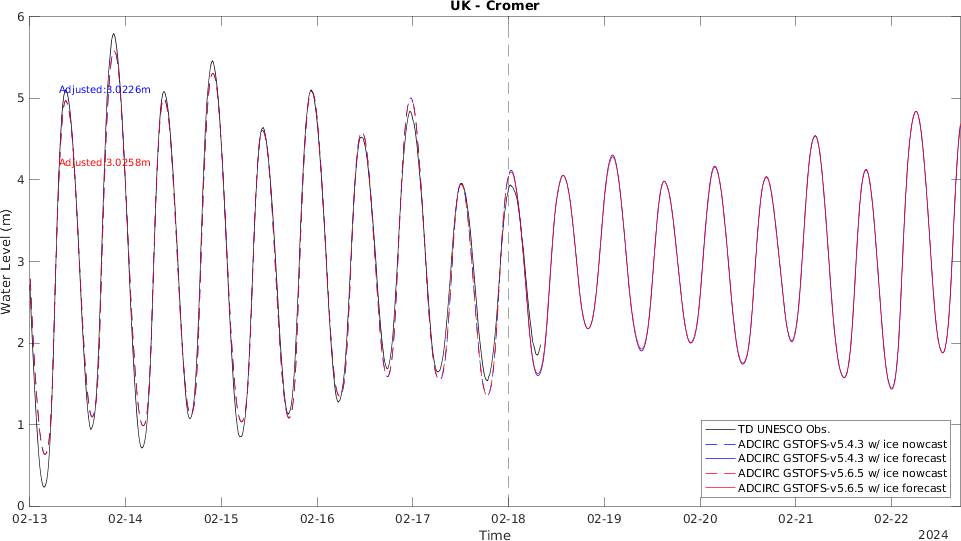 UK - Cromer
6
5
4
3
2
1
0
Water Level (m)
Adjusted:3.0226m
Adjusted:3.0258m
TD UNESCO Obs.
ADCIRC GSTOFS-v5.4.3 w/ ice nowcast
ADCIRC GSTOFS-v5.4.3 w/ ice forecast
ADCIRC GSTOFS-v5.6.5 w/ ice nowcast
ADCIRC GSTOFS-v5.6.5 w/ ice forecast
02-13 02-14 02-15 02-16 02-17 02-18 02-19 02-20 02-21 02-22
Time
2024